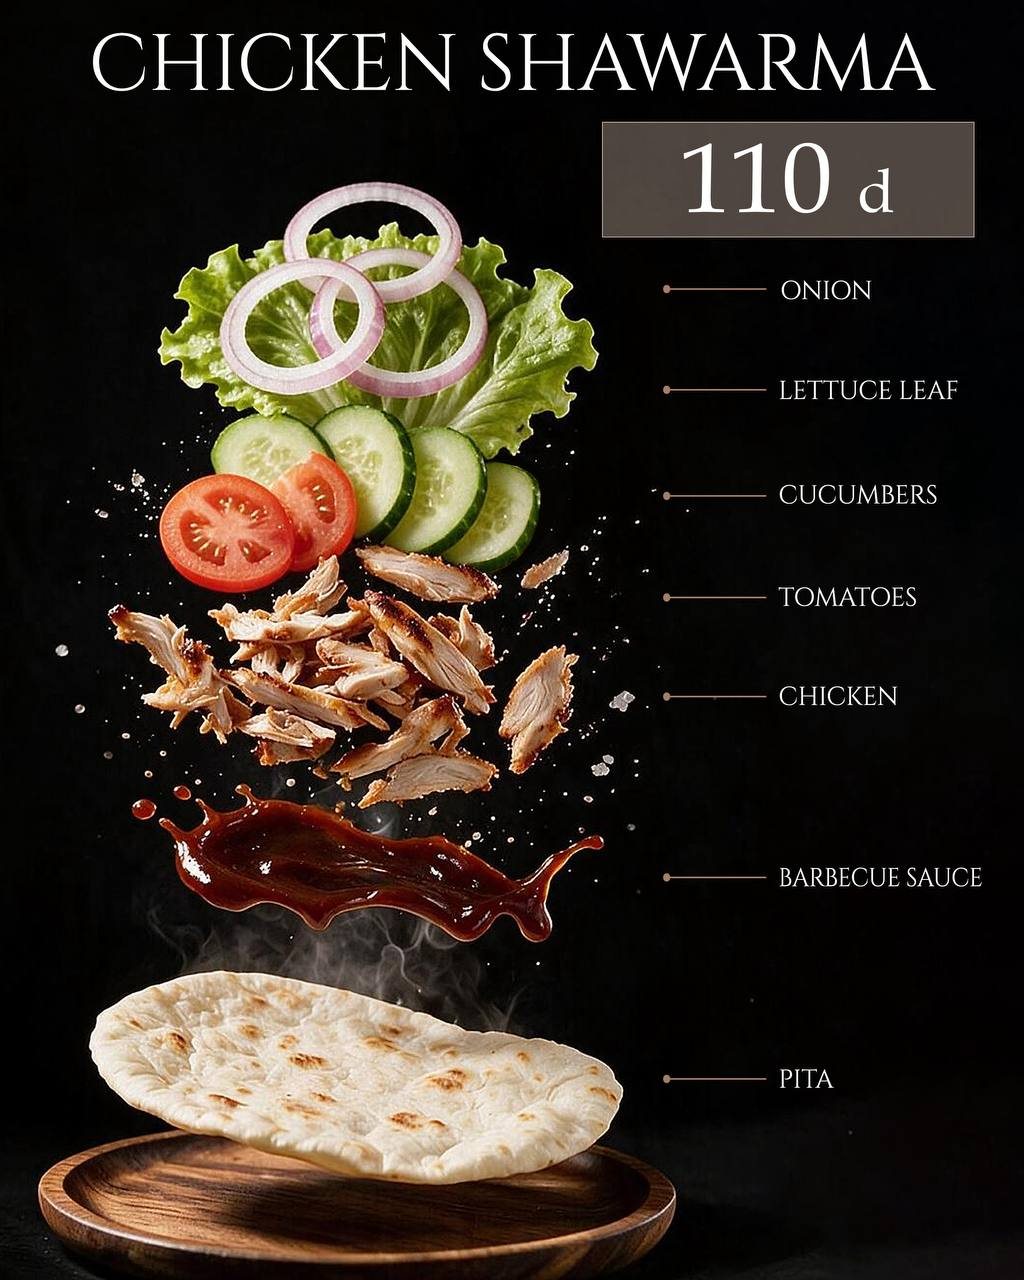 CHICKEN SHAWARMA
110 d
ONION
LETTUCE LEAF
CUCUMBERS
TOMATOES
CHICKEN
BARBECUE SAUCE
PITA